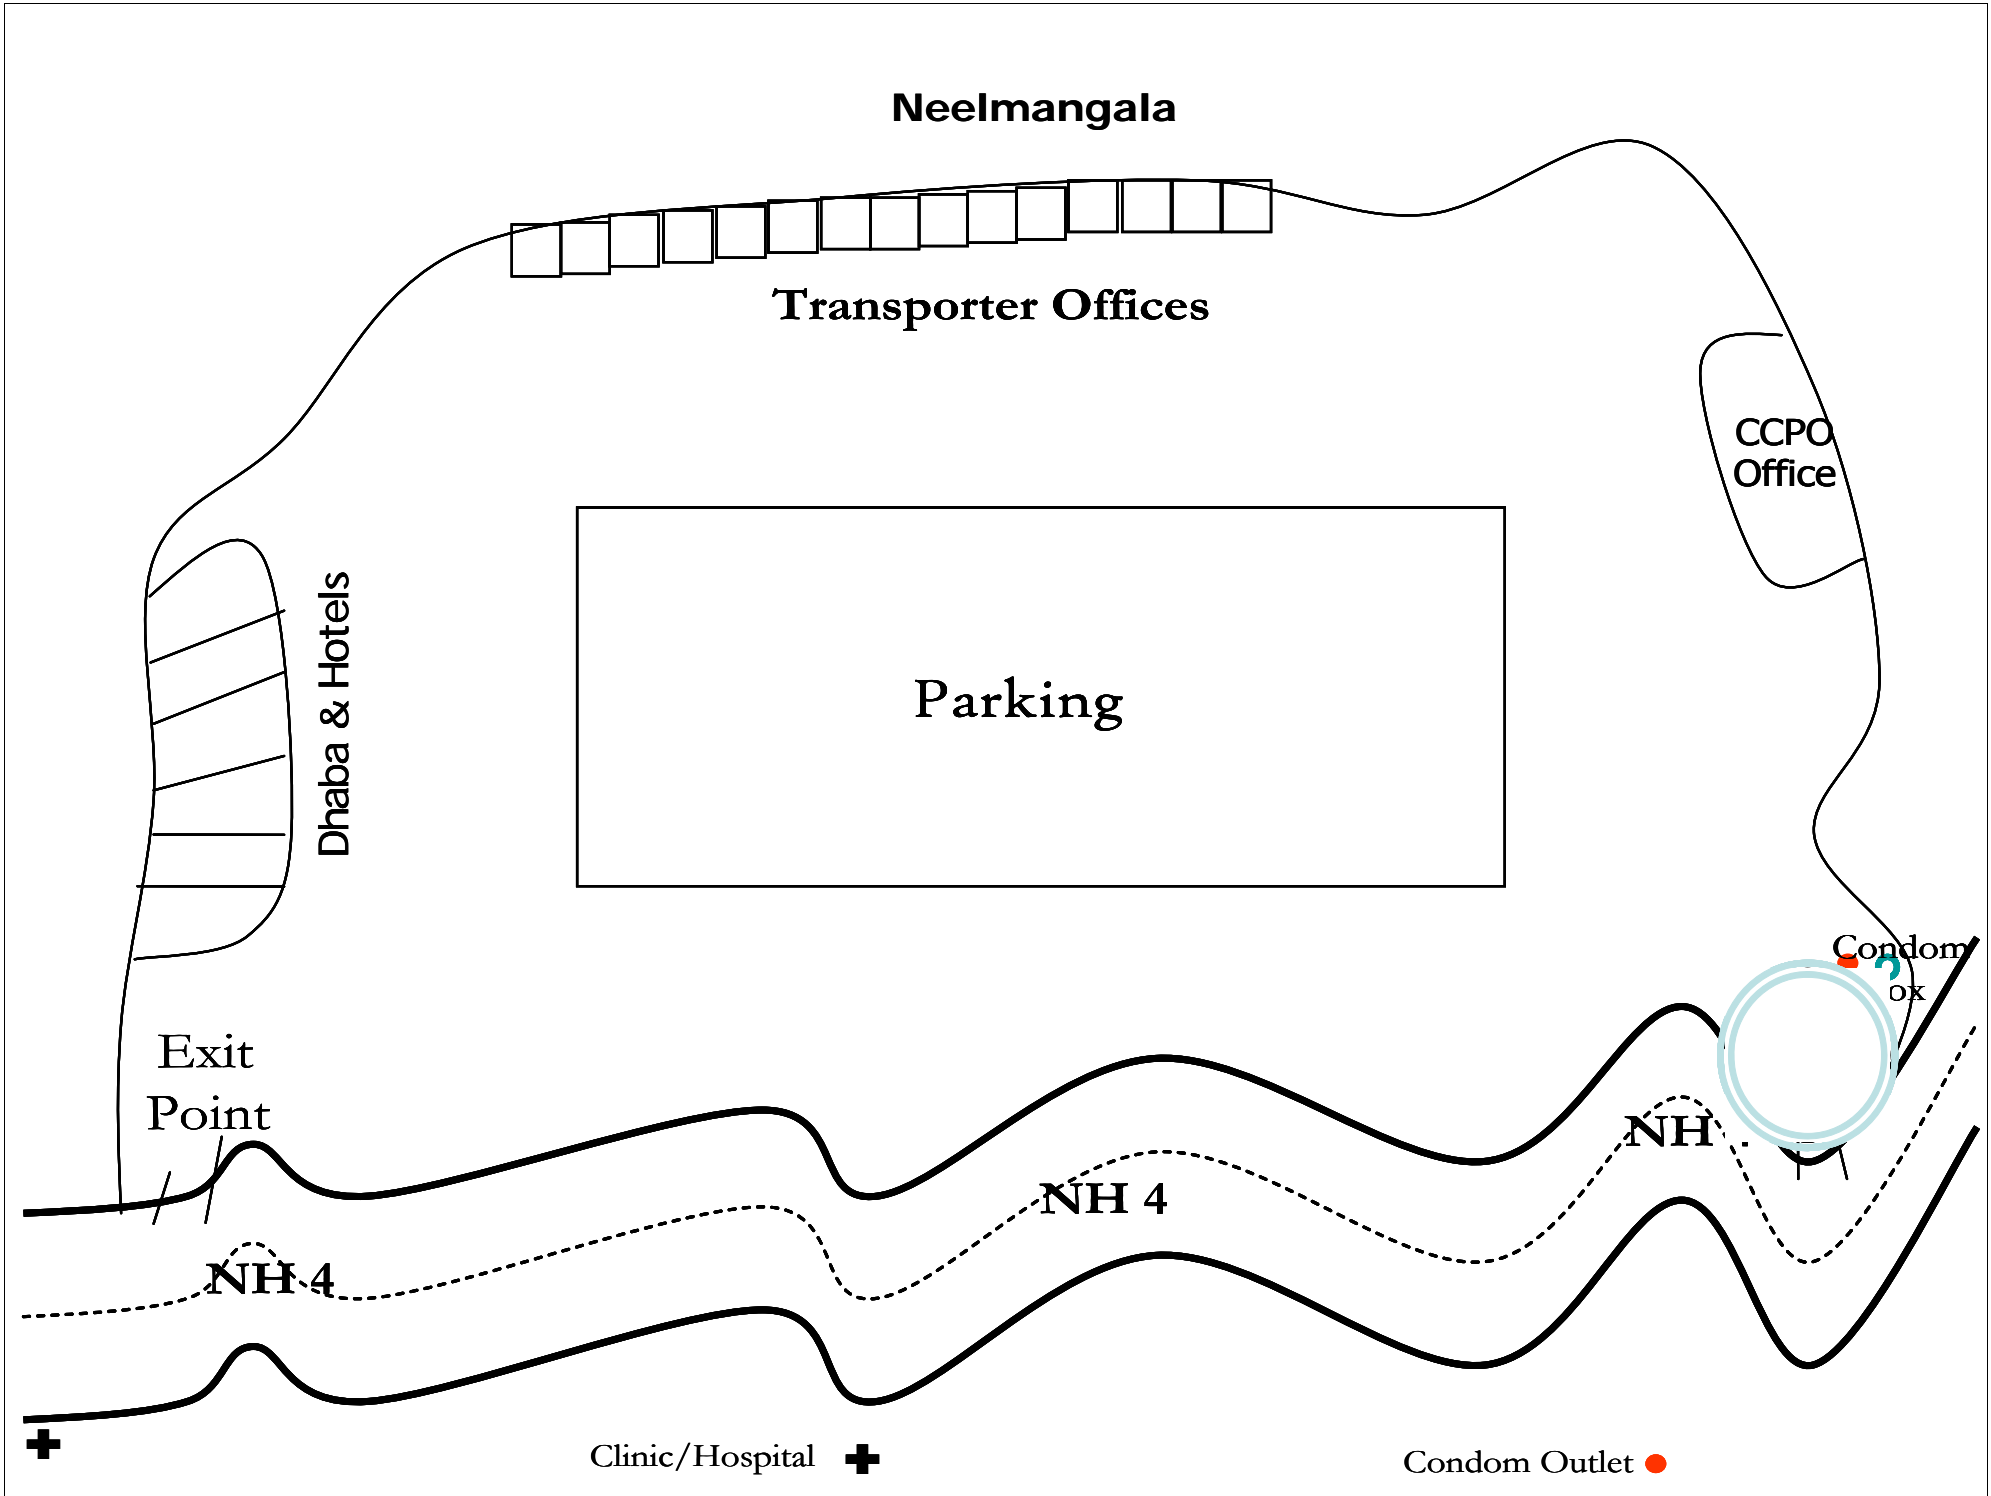 Neelmangala
Transporter Offices
CCPO
Office
Dhaba & Hotels
Parking
Condom
ox
Exit
Point
NH
NH 4
NH 4
Clinic/Hospital
Condom Outlet